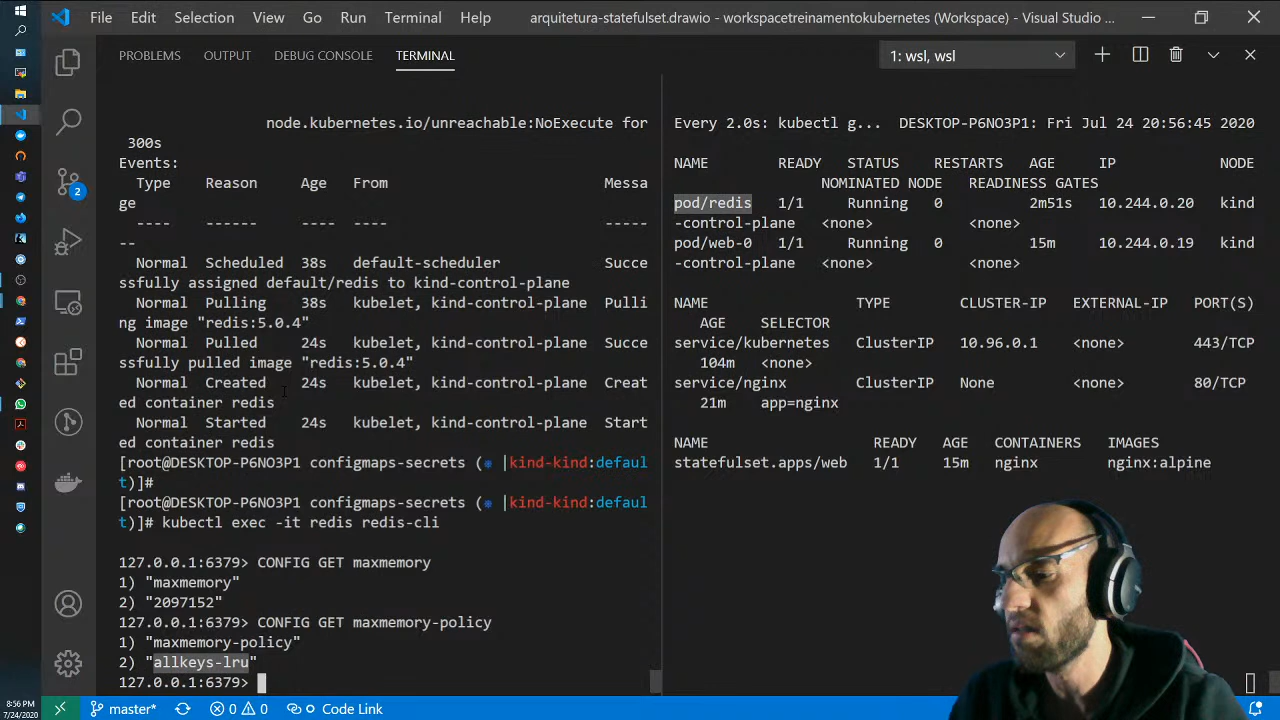 File Edit Selection View Go Run Terminal Help arquitetura-statefulset.drawio - workspacetreinamentokubernetes (Workspace) - Visual Studio ...
PROBLEMS OUTPUT DEBUG CONSOLE TERMINAL 1: wsl, wsl
node.kubernetes.io/unreachable:NoExecute for
300s
Events:
Type Reason Age From Messa
ge
---- ------ ---- ---- -----
--
Normal Scheduled 38s default-scheduler Succe
ssfully assigned default/redis to kind-control-plane
Normal Pulling 38s kubelet, kind-control-plane Pulli
ng image "redis:5.0.4"
Normal Pulled 24s kubelet, kind-control-plane Succe
ssfully pulled image "redis:5.0.4"
Normal Created 24s kubelet, kind-control-plane Creat
ed container redis
Normal Started 24s kubelet, kind-control-plane Start
ed container redis
[root@DESKTOP-P6NO3P1 configmaps-secrets (⎈ |kind-kind:defaul
t)]#
[root@DESKTOP-P6NO3P1 configmaps-secrets (⎈ |kind-kind:defaul
t)]# kubectl exec -it redis redis-cli
127.0.0.1:6379> CONFIG GET maxmemory
1) "maxmemory"
2) "2097152"
127.0.0.1:6379> CONFIG GET maxmemory-policy
1) "maxmemory-policy"
2) "allkeys-lru"
127.0.0.1:6379>
Every 2.0s: kubectl g... DESKTOP-P6NO3P1: Fri Jul 24 20:56:45 2020
NAME READY STATUS RESTARTS AGE IP NODE
NOMINATED NODE READINESS GATES
pod/redis 1/1 Running 0 2m51s 10.244.0.20 kind
-control-plane <none> <none>
pod/web-0 1/1 Running 0 15m 10.244.0.19 kind
-control-plane <none> <none>
NAME TYPE CLUSTER-IP EXTERNAL-IP PORT(S)
AGE SELECTOR
service/kubernetes ClusterIP 10.96.0.1 <none> 443/TCP
104m <none>
service/nginx ClusterIP None <none> 80/TCP
21m app=nginx
NAME READY AGE CONTAINERS IMAGES
statefulset.apps/web 1/1 15m nginx nginx:alpine
2
8:56 PM
7/24/2020
master* 0 0 Code Link